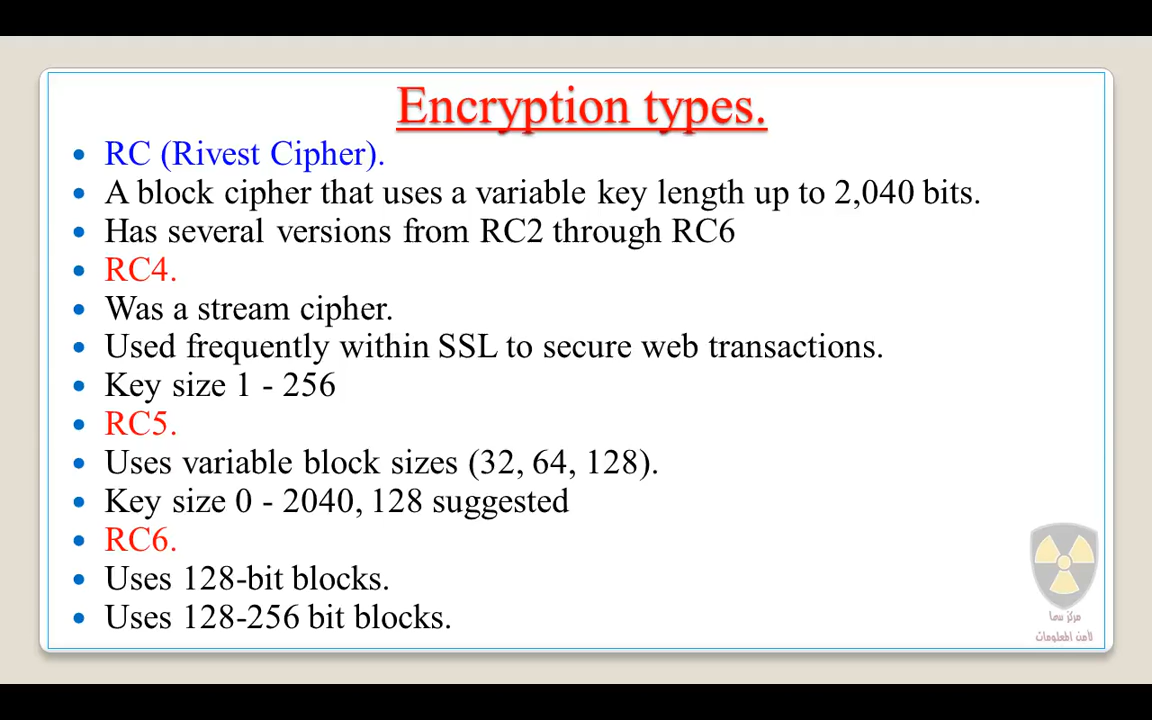 Encryption types.
RC (Rivest Cipher).
A block cipher that uses a variable key length up to 2,040 bits.
Has several versions from RC2 through RC6
RC4.
Was a stream cipher.
Used frequently within SSL to secure web transactions.
Key size 1 - 256
RC5.
Uses variable block sizes (32, 64, 128).
Key size 0 - 2040, 128 suggested
RC6.
Uses 128-bit blocks.
Uses 128-256 bit blocks.
مركز سما
لأمن المعلومات